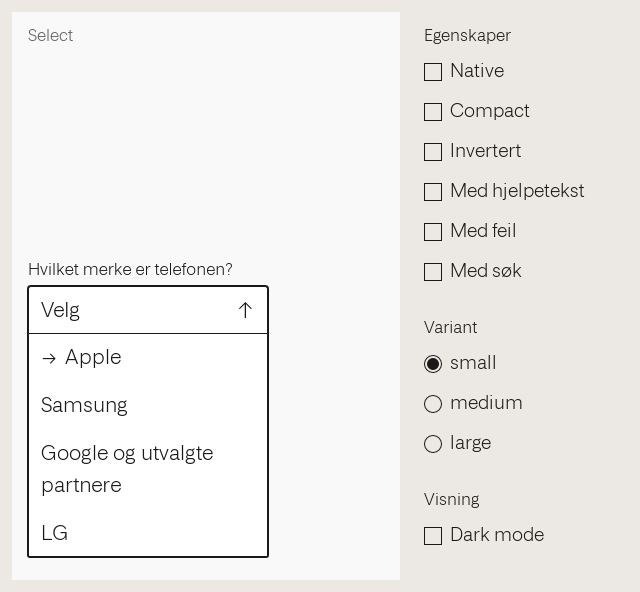 Select
Hvilket merke er telefonen?
Velg
Apple
Samsung
Google og utvalgte
partnere
LG
Egenskaper
Native
Compact
Invertert
Med hjelpetekst
Med feil
Med søk
Variant
small
medium
large
Visning
Dark mode